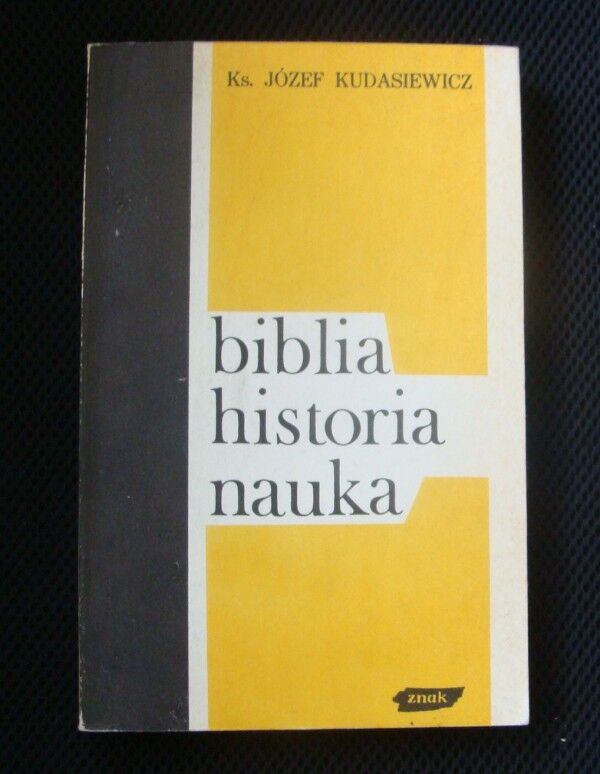 Ks. JÓZEF KUDASIEWICZ
biblia
historia
nauka
znak